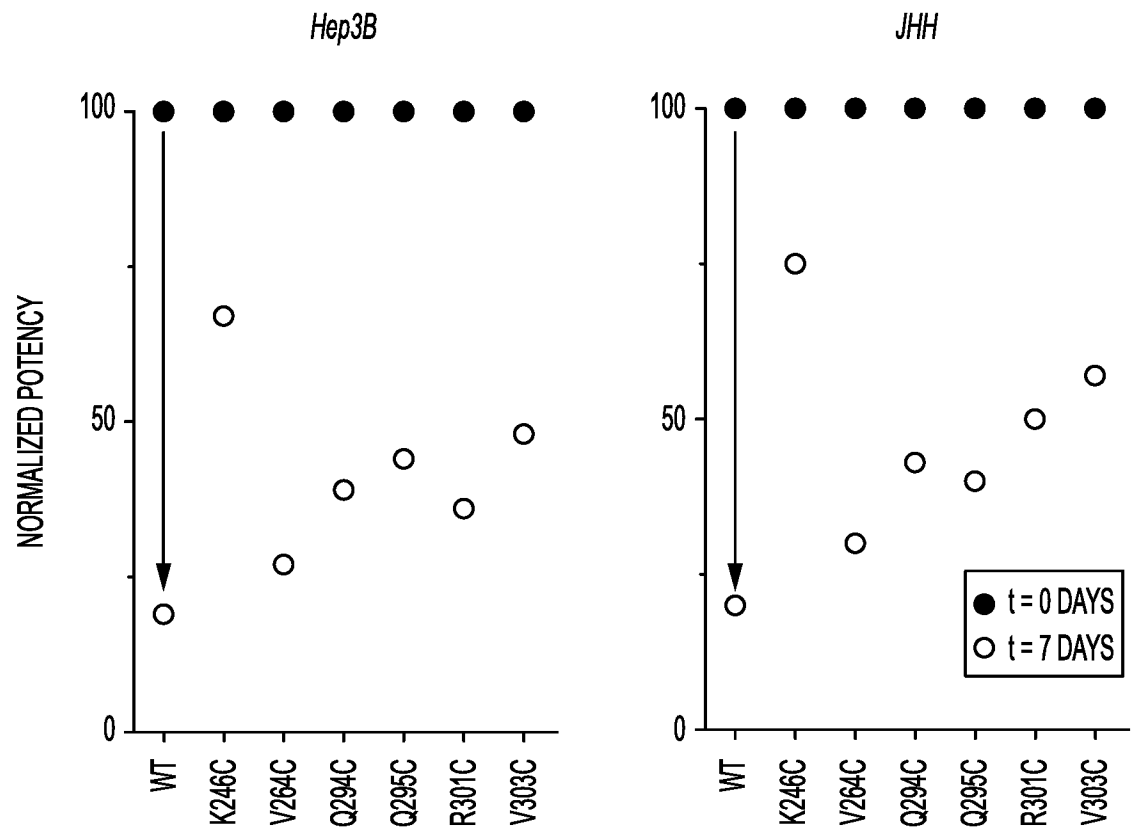 Hep3B
JHH
NORMALIZED POTENCY
100
50
0
WT
K246C
V264C
Q294C
Q295C
R301C
V303C
100
50
0
WT
K246C
V264C
Q294C
Q295C
R301C
V303C
t = 0 DAYS
t = 7 DAYS